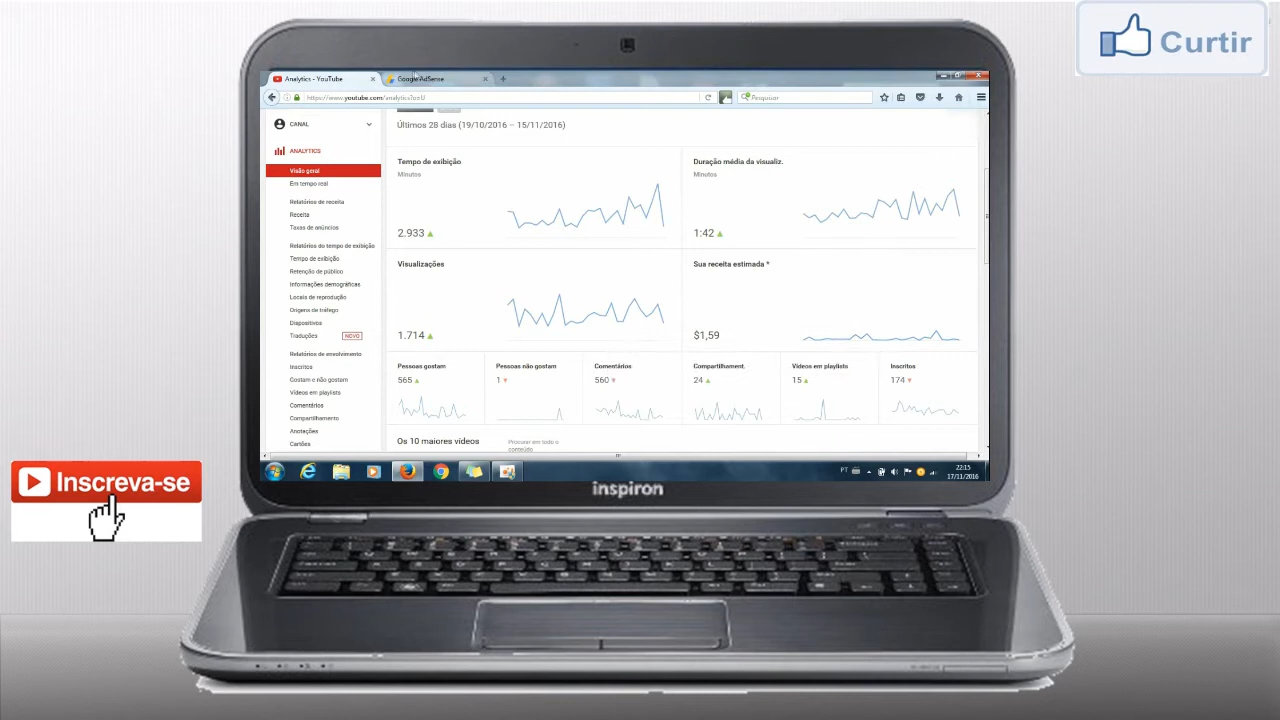 Curtir
Analytics - YouTube
Google AdSense
https://www.youtube.com/analytics?o=U
Pesquisar
CANAL
Últimos 28 dias (19/10/2016 – 15/11/2016)
ANALYTICS
Visão geral
Em tempo real
Relatórios de receita
Receita
Taxas de anúncios
Relatórios do tempo de exibição
Tempo de exibição
Retenção de público
Informações demográficas
Locais de reprodução
Origens de tráfego
Dispositivos
Traduções NOVO
Relatórios de envolvimento
Inscritos
Gostam e não gostam
Vídeos em playlists
Comentários
Compartilhamento
Anotações
Cartões
Tempo de exibição
Minutos
2.933
Duração média da visualiz.
Minutos
1:42
Visualizações
1.714
Sua receita estimada *
$1,59
Pessoas gostam
565
Pessoas não gostam
1
Comentários
560
Compartilhament.
24
Vídeos em playlists
15
Inscritos
174
Os 10 maiores vídeos
Procurar em todo o
conteúdo
PT
22:15
17/11/2016
inspiron
Inscreva-se